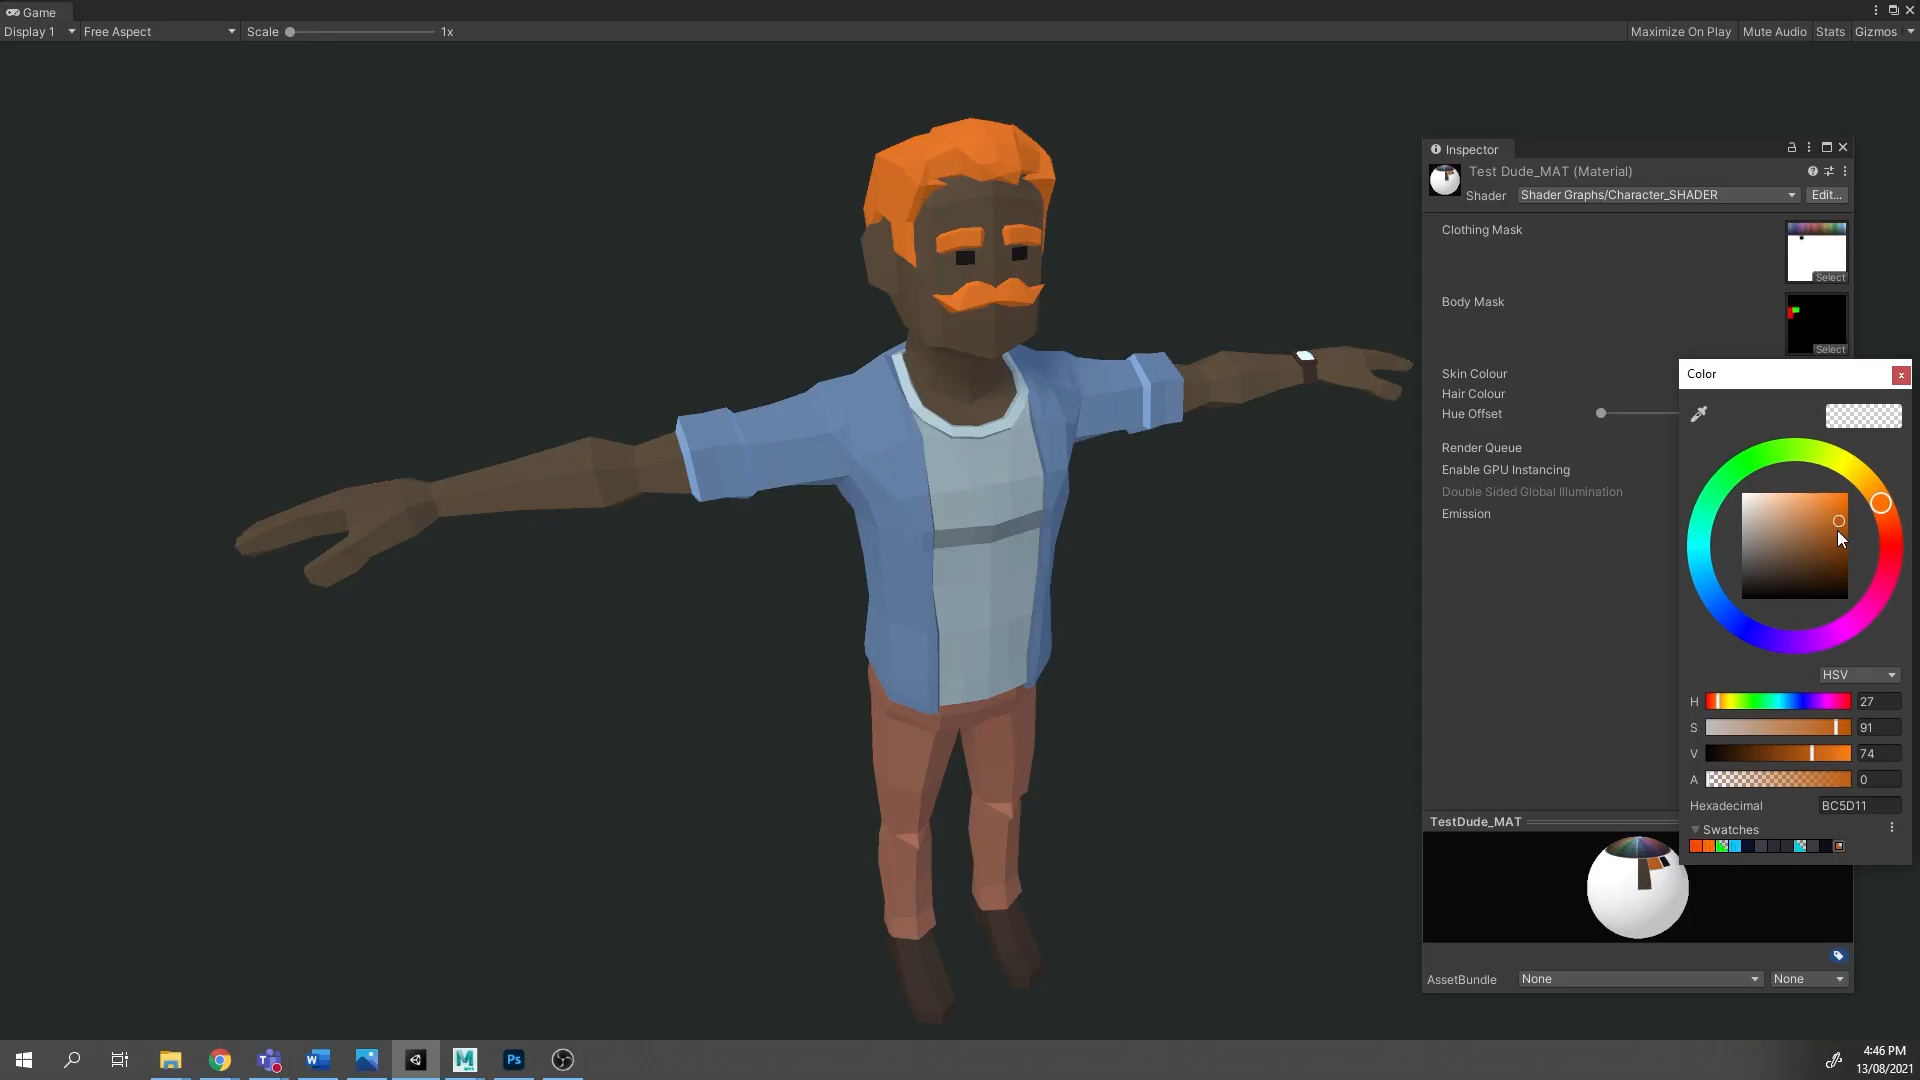 Game
Display 1 Free Aspect Scale 1x Maximize On Play Mute Audio Stats Gizmos
Inspector
Test Dude_MAT (Material)
Shader Shader Graphs/Character_SHADER Edit...
Clothing Mask
Select
Body Mask
Select
Skin Colour
Hair Colour
Hue Offset
Render Queue
Enable GPU Instancing
Double Sided Global Illumination
Emission
Color
x
HSV
H 27
S 91
V 74
A 0
Hexadecimal BC5D11
Swatches
TestDude_MAT
AssetBundle None None
Ps
4:46 PM
13/08/2021